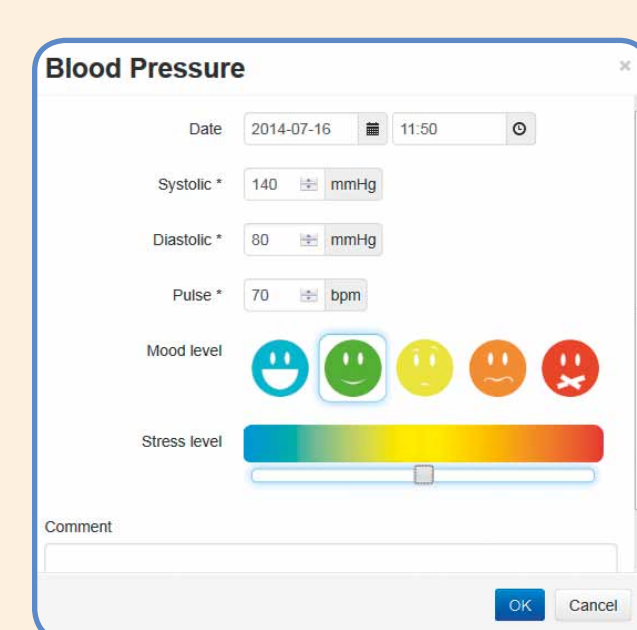 Blood Pressure ×
Date 2014-07-16 11:50
Systolic * 140 mmHg
Diastolic * 80 mmHg
Pulse * 70 bpm
Mood level
Stress level
Comment
OK Cancel